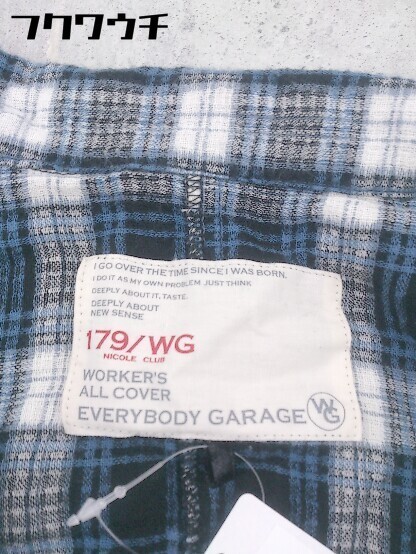 フクワウチ
I GO OVER THE TIME SINCE I WAS BORN.
I DO IT AS MY OWN PROBLEM JUST THINK
DEEPLY ABOUT IT, TASTE.
DEEPLY ABOUT
NEW SENSE
179/WG
NICOLE CLUB
WORKER'S
ALL COVER
EVERYBODY GARAGE WG